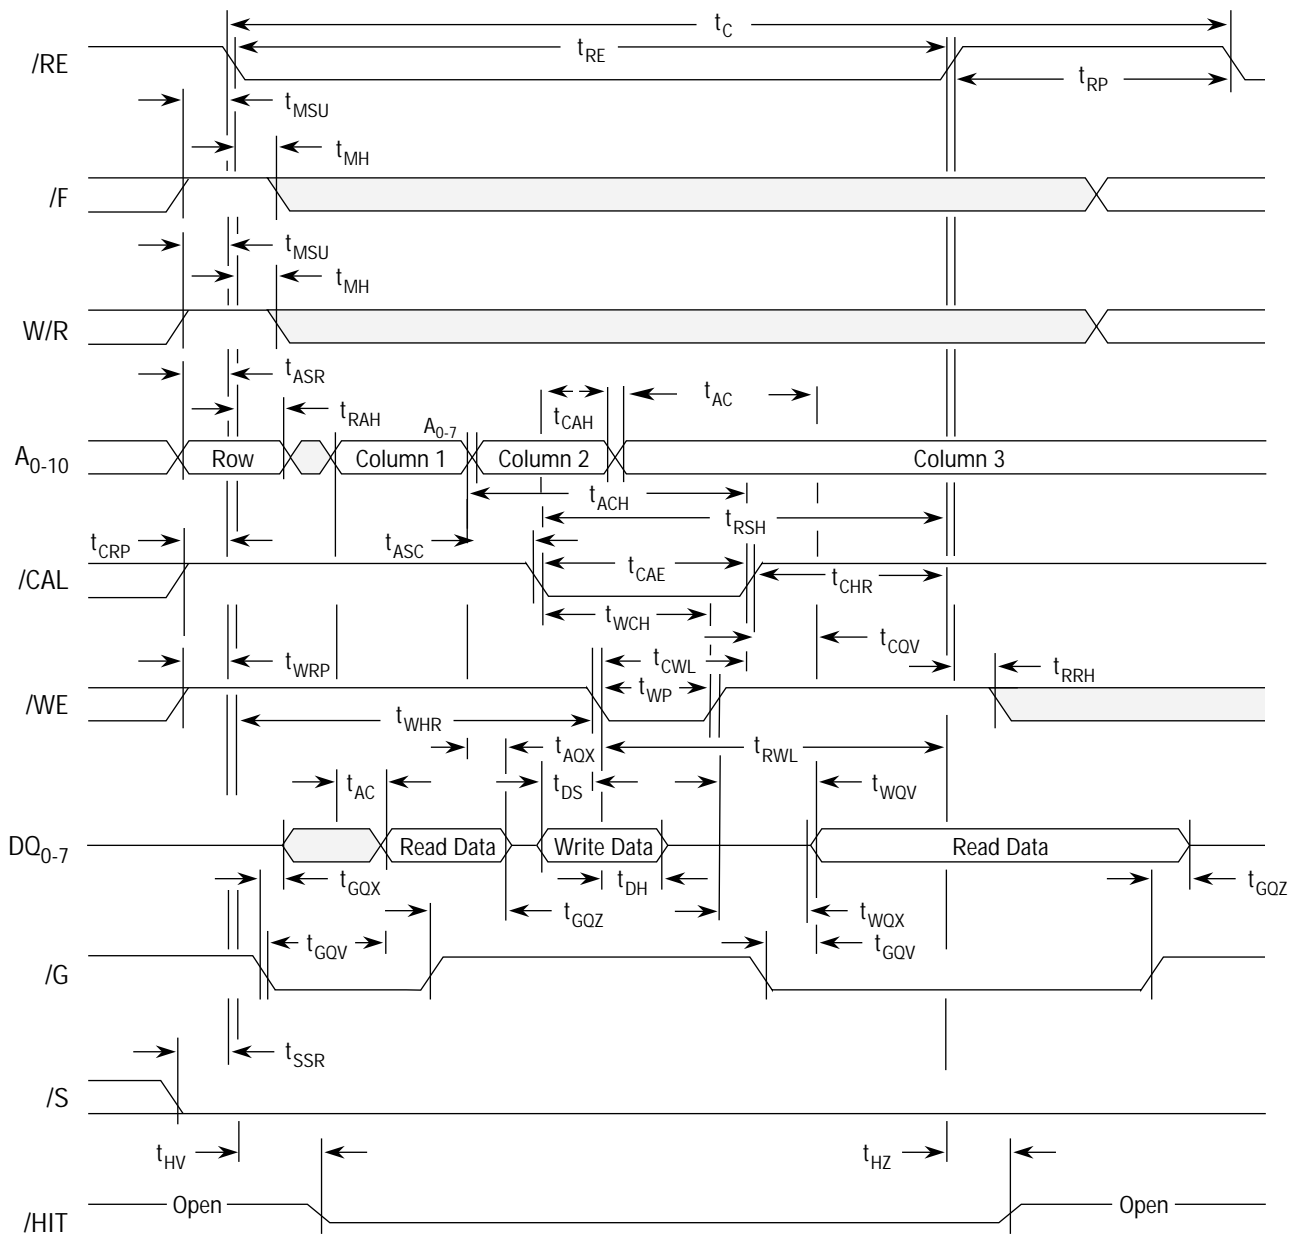 tC
/RE
tRE
tRP
tMSU
tMH
/F
tMSU
tMH
W/R
tASR
tRAH
tCAH
tAC
A0-7
A0-10
Row
Column 1
Column 2
Column 3
tACH
tRSH
tCRP
tASC
/CAL
tCAE
tCHR
tWCH
tCQV
tWRP
tCWL
tRRH
/WE
tWP
tWHR
tAQX
tRWL
tAC
tDS
tWQV
DQ0-7
Read Data
Write Data
Read Data
tGQX
tDH
tGQZ
tGQZ
tWQX
tGQV
tGQV
/G
tSSR
/S
tHV
tHZ
/HIT
Open
Open